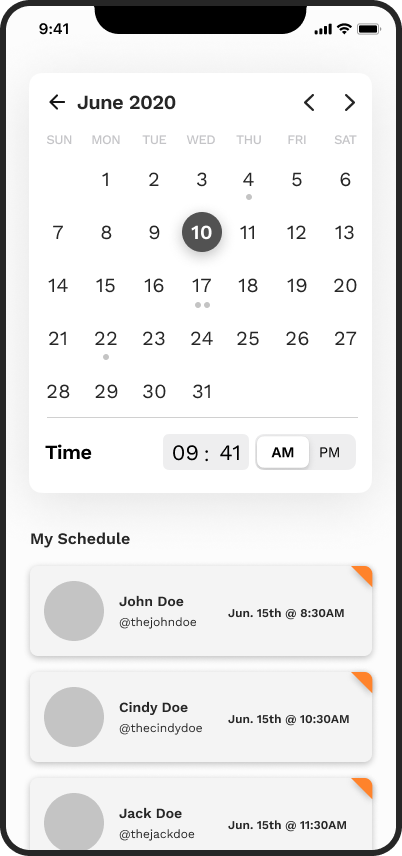 9:41
June 2020
SUN MON TUE WED THU FRI SAT
1 2 3 4 5 6
7 8 9 10 11 12 13
14 15 16 17 18 19 20
21 22 23 24 25 26 27
28 29 30 31
Time 09 : 41 AM PM
My Schedule
John Doe
@thejohndoe
Jun. 15th @ 8:30AM
Cindy Doe
@thecindydoe
Jun. 15th @ 10:30AM
Jack Doe
@thejackdoe
Jun. 15th @ 11:30AM